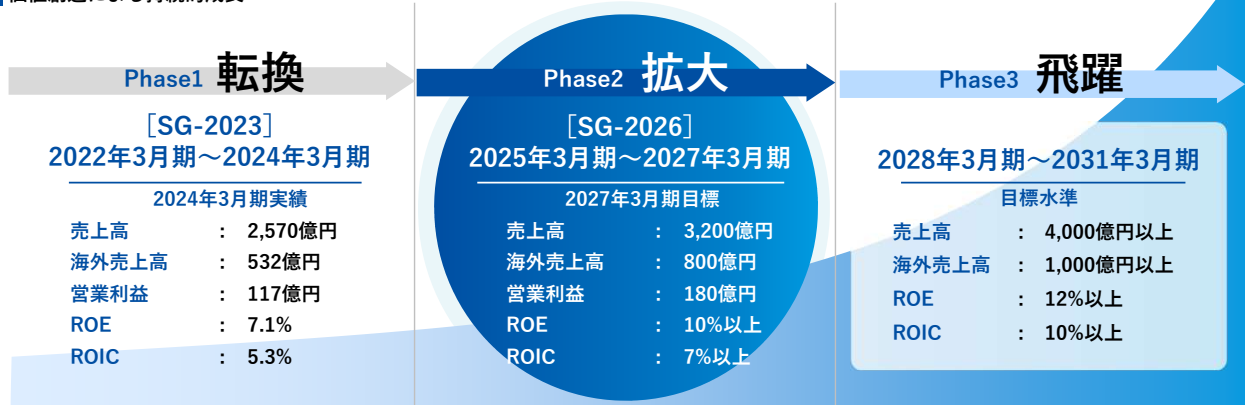 Phase1 転換
[SG-2023]
2022年3月期～2024年3月期
2024年3月期実績
売上高 : 2,570億円
海外売上高 : 532億円
営業利益 : 117億円
ROE : 7.1%
ROIC : 5.3%
Phase2 拡大
[SG-2026]
2025年3月期～2027年3月期
2027年3月期目標
売上高 : 3,200億円
海外売上高 : 800億円
営業利益 : 180億円
ROE : 10%以上
ROIC : 7%以上
Phase3 飛躍
2028年3月期～2031年3月期
目標水準
売上高 : 4,000億円以上
海外売上高 : 1,000億円以上
ROE : 12%以上
ROIC : 10%以上